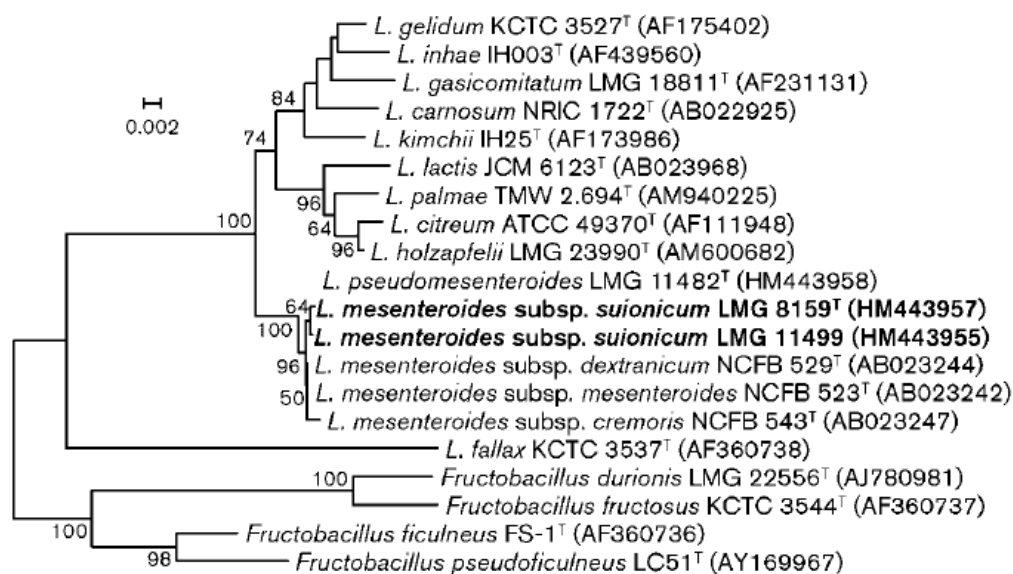 L. gelidum KCTC 3527ᵀ (AF175402)
L. inhae IH003ᵀ (AF439560)
L. gasicomitatum LMG 18811ᵀ (AF231131)
84
L. carnosum NRIC 1722ᵀ (AB022925)
0.002
74
L. kimchii IH25ᵀ (AF173986)
L. lactis JCM 6123ᵀ (AB023968)
96
L. palmae TMW 2.694ᵀ (AM940225)
100
64
L. citreum ATCC 49370ᵀ (AF111948)
96
L. holzapfelii LMG 23990ᵀ (AM600682)
L. pseudomesenteroides LMG 11482ᵀ (HM443958)
64
L. mesenteroides subsp. suionicum LMG 8159ᵀ (HM443957)
100
L. mesenteroides subsp. suionicum LMG 11499 (HM443955)
96
L. mesenteroides subsp. dextranicum NCFB 529ᵀ (AB023244)
50
L. mesenteroides subsp. mesenteroides NCFB 523ᵀ (AB023242)
L. mesenteroides subsp. cremoris NCFB 543ᵀ (AB023247)
L. fallax KCTC 3537ᵀ (AF360738)
100
Fructobacillus durionis LMG 22556ᵀ (AJ780981)
Fructobacillus fructosus KCTC 3544ᵀ (AF360737)
100
Fructobacillus ficulneus FS-1ᵀ (AF360736)
98
Fructobacillus pseudoficulneus LC51ᵀ (AY169967)